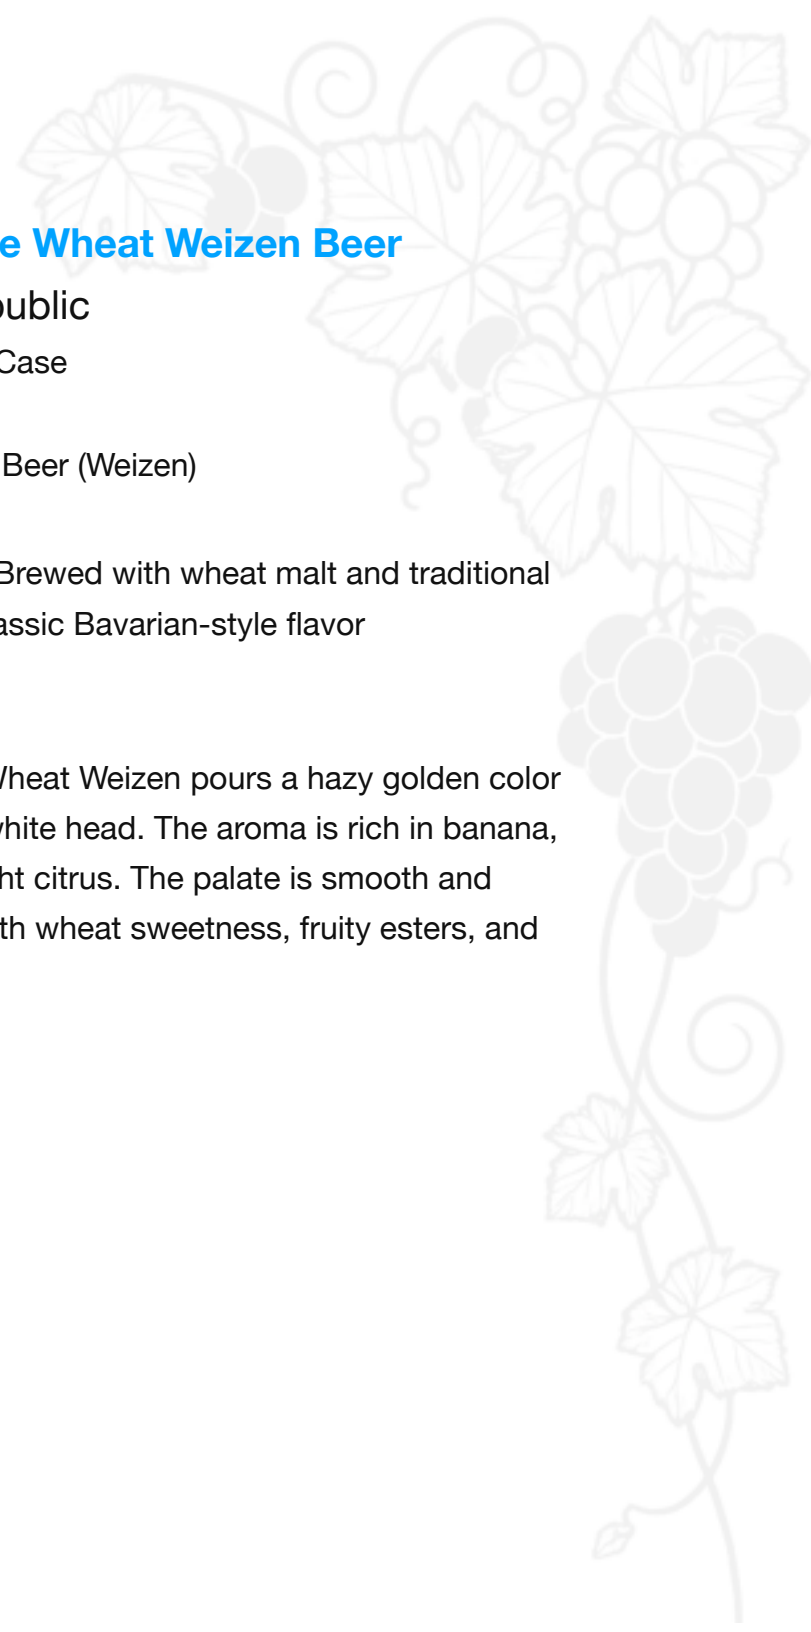 e Wheat Weizen Beer
public
Case
Beer (Weizen)
Brewed with wheat malt and traditional
assic Bavarian-style flavor
Wheat Weizen pours a hazy golden color
white head. The aroma is rich in banana,
ht citrus. The palate is smooth and
th wheat sweetness, fruity esters, and